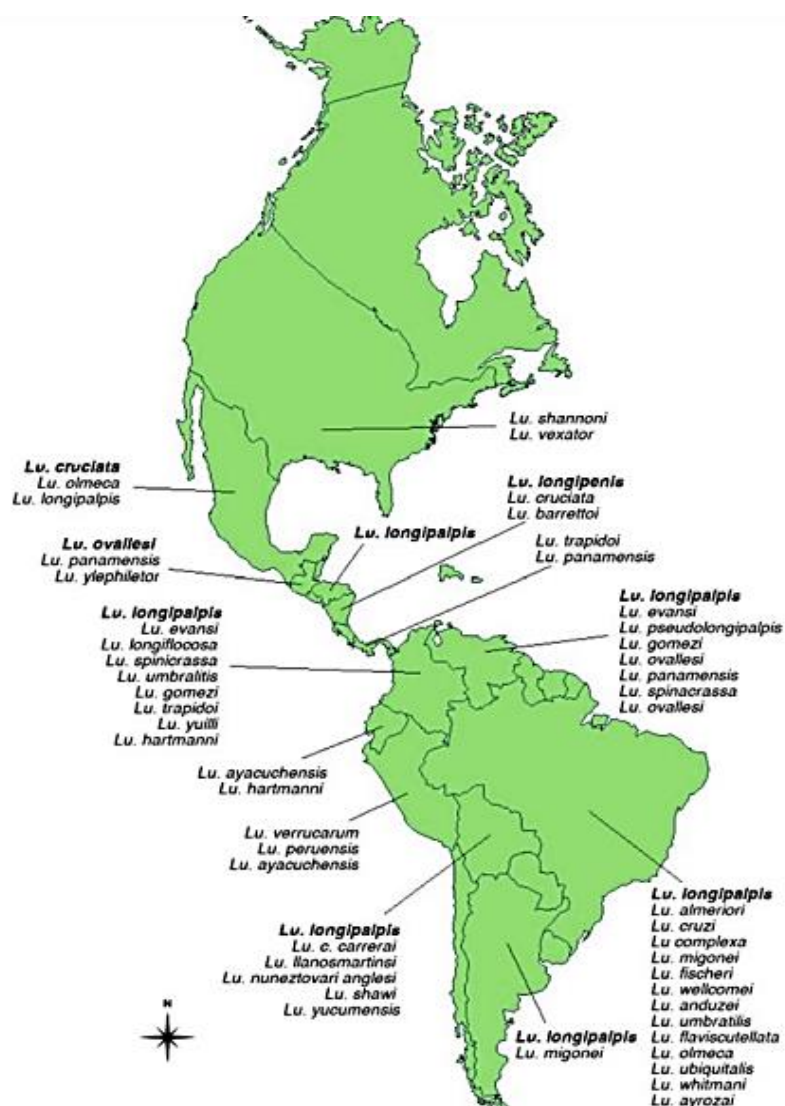 Lu. shannoni
Lu. vexator
Lu. cruciata
Lu. olmeca
Lu. longipalpis
Lu. longipenis
Lu. cruciata
Lu. barrettoi
Lu. longipalpis
Lu. trapidoi
Lu. panamensis
Lu. ovallesi
Lu. panamensis
Lu. ylephiletor
Lu. longipalpis
Lu. evansi
Lu. longiflocosa
Lu. spinicrassa
Lu. umbralitis
Lu. gomezi
Lu. trapidoi
Lu. yuilli
Lu. hartmanni
Lu. longipalpis
Lu. evansi
Lu. pseudolongipalpis
Lu. gomezi
Lu. ovallesi
Lu. panamensis
Lu. spinacrassa
Lu. ovallesi
Lu. ayacuchensis
Lu. hartmanni
Lu. verrucarum
Lu. peruensis
Lu. ayacuchensis
Lu. longipalpis
Lu. c. carrerai
Lu. llanosmartinsi
Lu. nuneztovari anglesi
Lu. shawi
Lu. yucumensis
Lu. longipalpis
Lu. migonei
Lu. longipalpis
Lu. almeriori
Lu. cruzi
Lu complexa
Lu. migonei
Lu. fischeri
Lu. wellcomei
Lu. anduzei
Lu. umbratilis
Lu. flaviscutellata
Lu. olmeca
Lu. ubiquitalis
Lu. whitmani
Lu. ayrozai
N